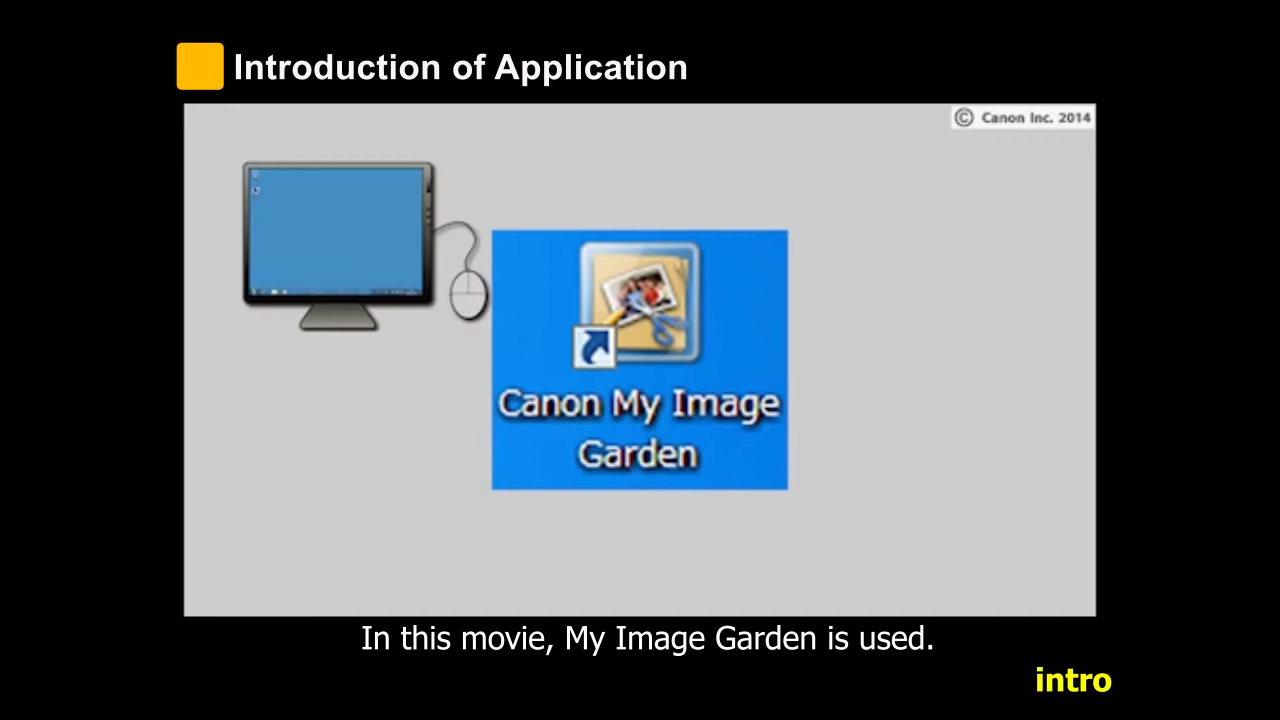 Introduction of Application
© Canon Inc. 2014
Canon My Image
Garden
In this movie, My Image Garden is used.
intro